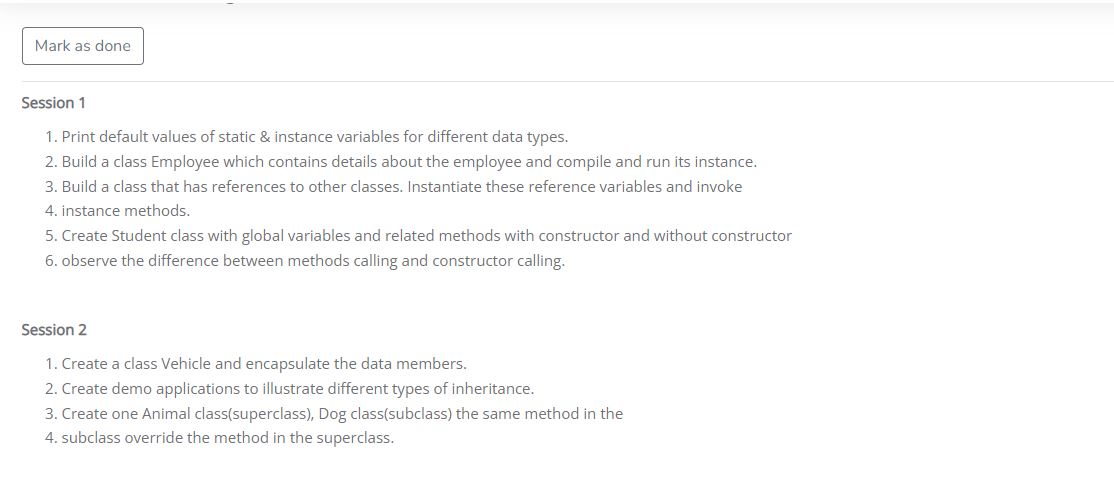 Mark as done
Session 1
1. Print default values of static & instance variables for different data types.
2. Build a class Employee which contains details about the employee and compile and run its instance.
3. Build a class that has references to other classes. Instantiate these reference variables and invoke
4. instance methods.
5. Create Student class with global variables and related methods with constructor and without constructor
6. observe the difference between methods calling and constructor calling.
Session 2
1. Create a class Vehicle and encapsulate the data members.
2. Create demo applications to illustrate different types of inheritance.
3. Create one Animal class(superclass), Dog class(subclass) the same method in the
4. subclass override the method in the superclass.